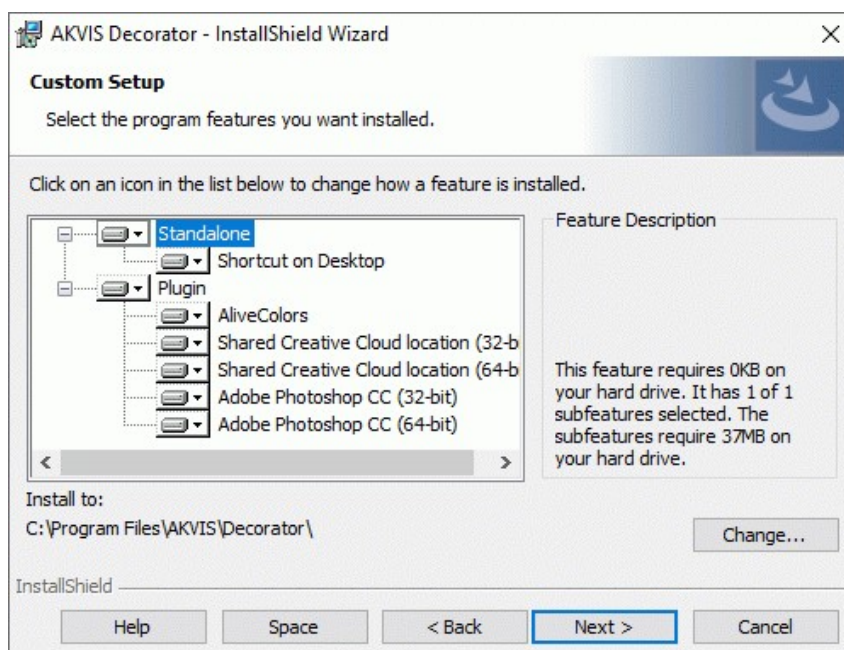 AKVIS Decorator - InstallShield Wizard
Custom Setup
Select the program features you want installed.
Click on an icon in the list below to change how a feature is installed.
Standalone
Shortcut on Desktop
Plugin
AliveColors
Shared Creative Cloud location (32-b
Shared Creative Cloud location (64-b
Adobe Photoshop CC (32-bit)
Adobe Photoshop CC (64-bit)
Feature Description
This feature requires 0KB on
your hard drive. It has 1 of 1
subfeatures selected. The
subfeatures require 37MB on
your hard drive.
Install to:
C:\Program Files\AKVIS\Decorator\
Change...
InstallShield
Help
Space
< Back
Next >
Cancel